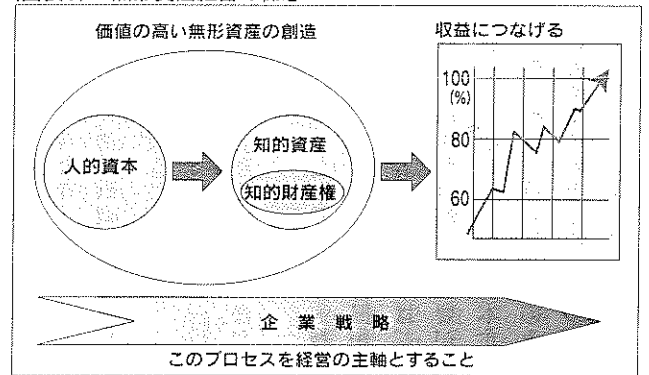 価値の高い無形資産の創造
収益につなげる
人的資本
知的資産
知的財産権
100
(%)
80
60
企業戦略
このプロセスを経営の主軸とすること